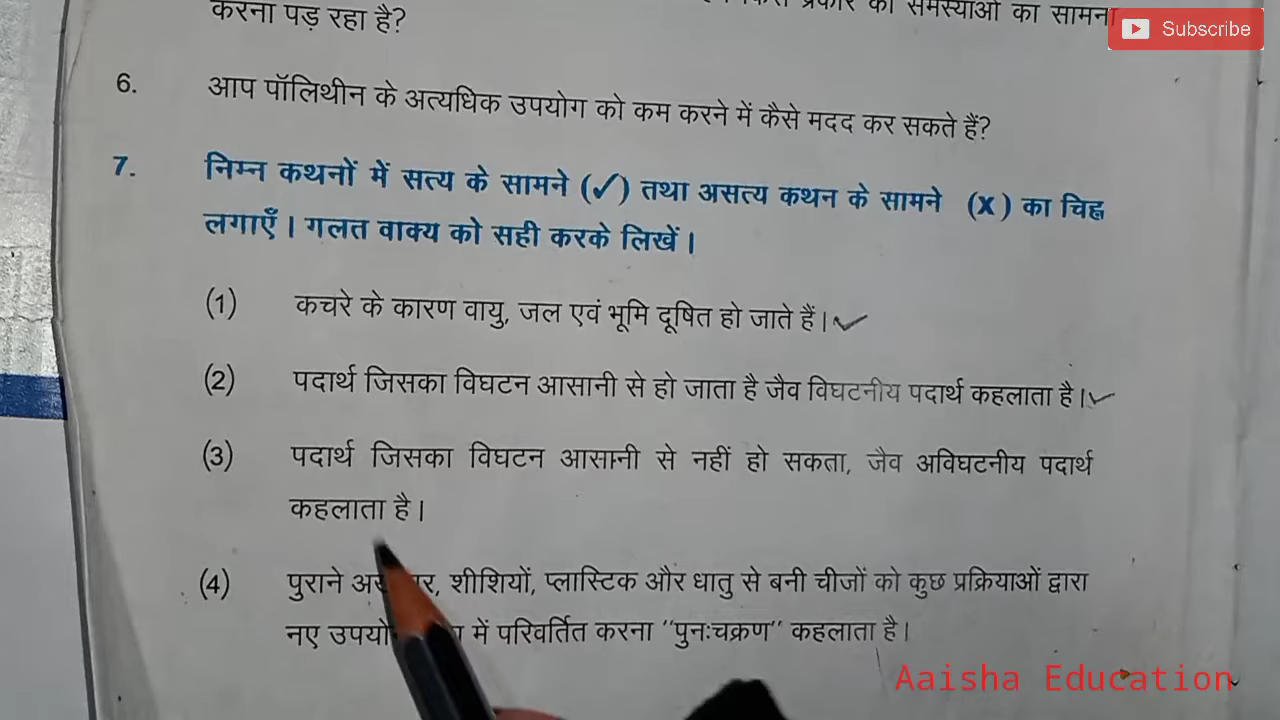 प्रकार की समस्याओं का सामना
करना पड़ रहा है?
Subscribe
6. आप पॉलिथीन के अत्यधिक उपयोग को कम करने में कैसे मदद कर सकते हैं?
7. निम्न कथनों में सत्य के सामने (✓) तथा असत्य कथन के सामने (x) का चिह्न
लगाएँ। गलत वाक्य को सही करके लिखें।
(1) कचरे के कारण वायु, जल एवं भूमि दूषित हो जाते हैं।✓
(2) पदार्थ जिसका विघटन आसानी से हो जाता है जैव विघटनीय पदार्थ कहलाता है।✓
(3) पदार्थ जिसका विघटन आसानी से नहीं हो सकता, जैव अविघटनीय पदार्थ
कहलाता है।
(4) पुराने शीशियों, प्लास्टिक और धातु से बनी चीजों को कुछ प्रक्रियाओं द्वारा
नए में परिवर्तित करना "पुनःचक्रण" कहलाता है।
Aaisha Education